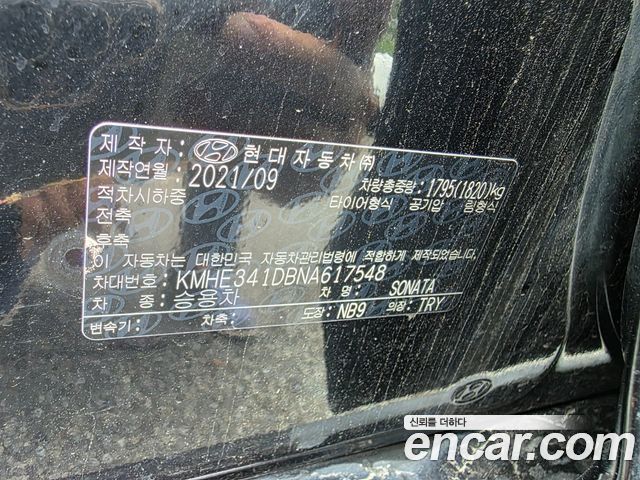 제 작 자: 현대자동차㈜
제작연월: 2021/09 차량총중량: 1795(1820)kg
적차시하중 타이어형식 공기압 림형식
전축
후축
이 자동차는 대한민국 자동차관리법령에 적합하게 제작되었습니다.
차대번호: KMHE341DBNA617548
차 종: 승용차 차 명: SONATA
변속기: 차축: 도장: NB9 의장: TRY
신뢰를 더하다
encar.com